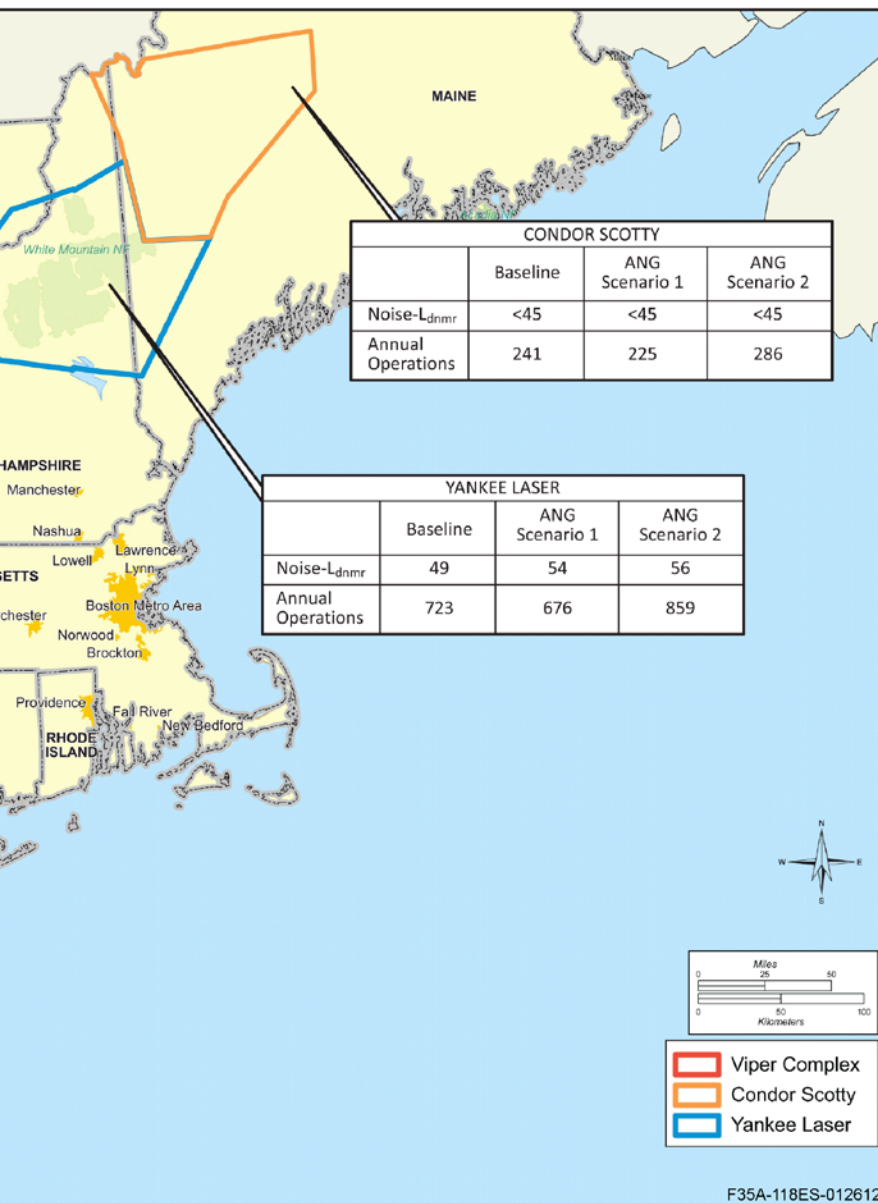 MAINE
White Mountain NF
CONDOR SCOTTY
Baseline
ANG
Scenario 1
ANG
Scenario 2
Noise-Ldnmr
<45
<45
<45
Annual
Operations
241
225
286
HAMPSHIRE
Manchester
Nashua
Lawrence
Lowell
Lynn
SETTS
Boston Metro Area
chester
Norwood
Brockton
Providence
Fall River
New Bedford
RHODE
ISLAND
YANKEE LASER
Baseline
ANG
Scenario 1
ANG
Scenario 2
Noise-Ldnmr
49
54
56
Annual
Operations
723
676
859
N
W
E
S
Miles
0
25
50
0
50
100
Kilometers
Viper Complex
Condor Scotty
Yankee Laser
F35A-118ES-012612